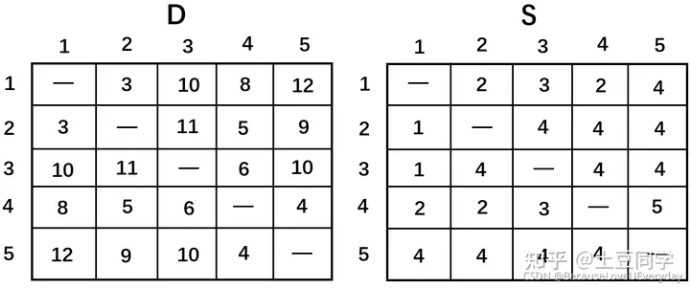 D S
1 2 3 4 5 1 2 3 4 5
1 — 3 10 8 12 1 — 2 3 2 4
2 3 — 11 5 9 2 1 — 4 4 4
3 10 11 — 6 10 3 1 4 — 4 4
4 8 5 6 — 4 4 2 2 3 — 5
5 12 9 10 4 — 5 4 4 4 4 —
知乎 @土豆同学
CSDN @BecauseLove1Everyday